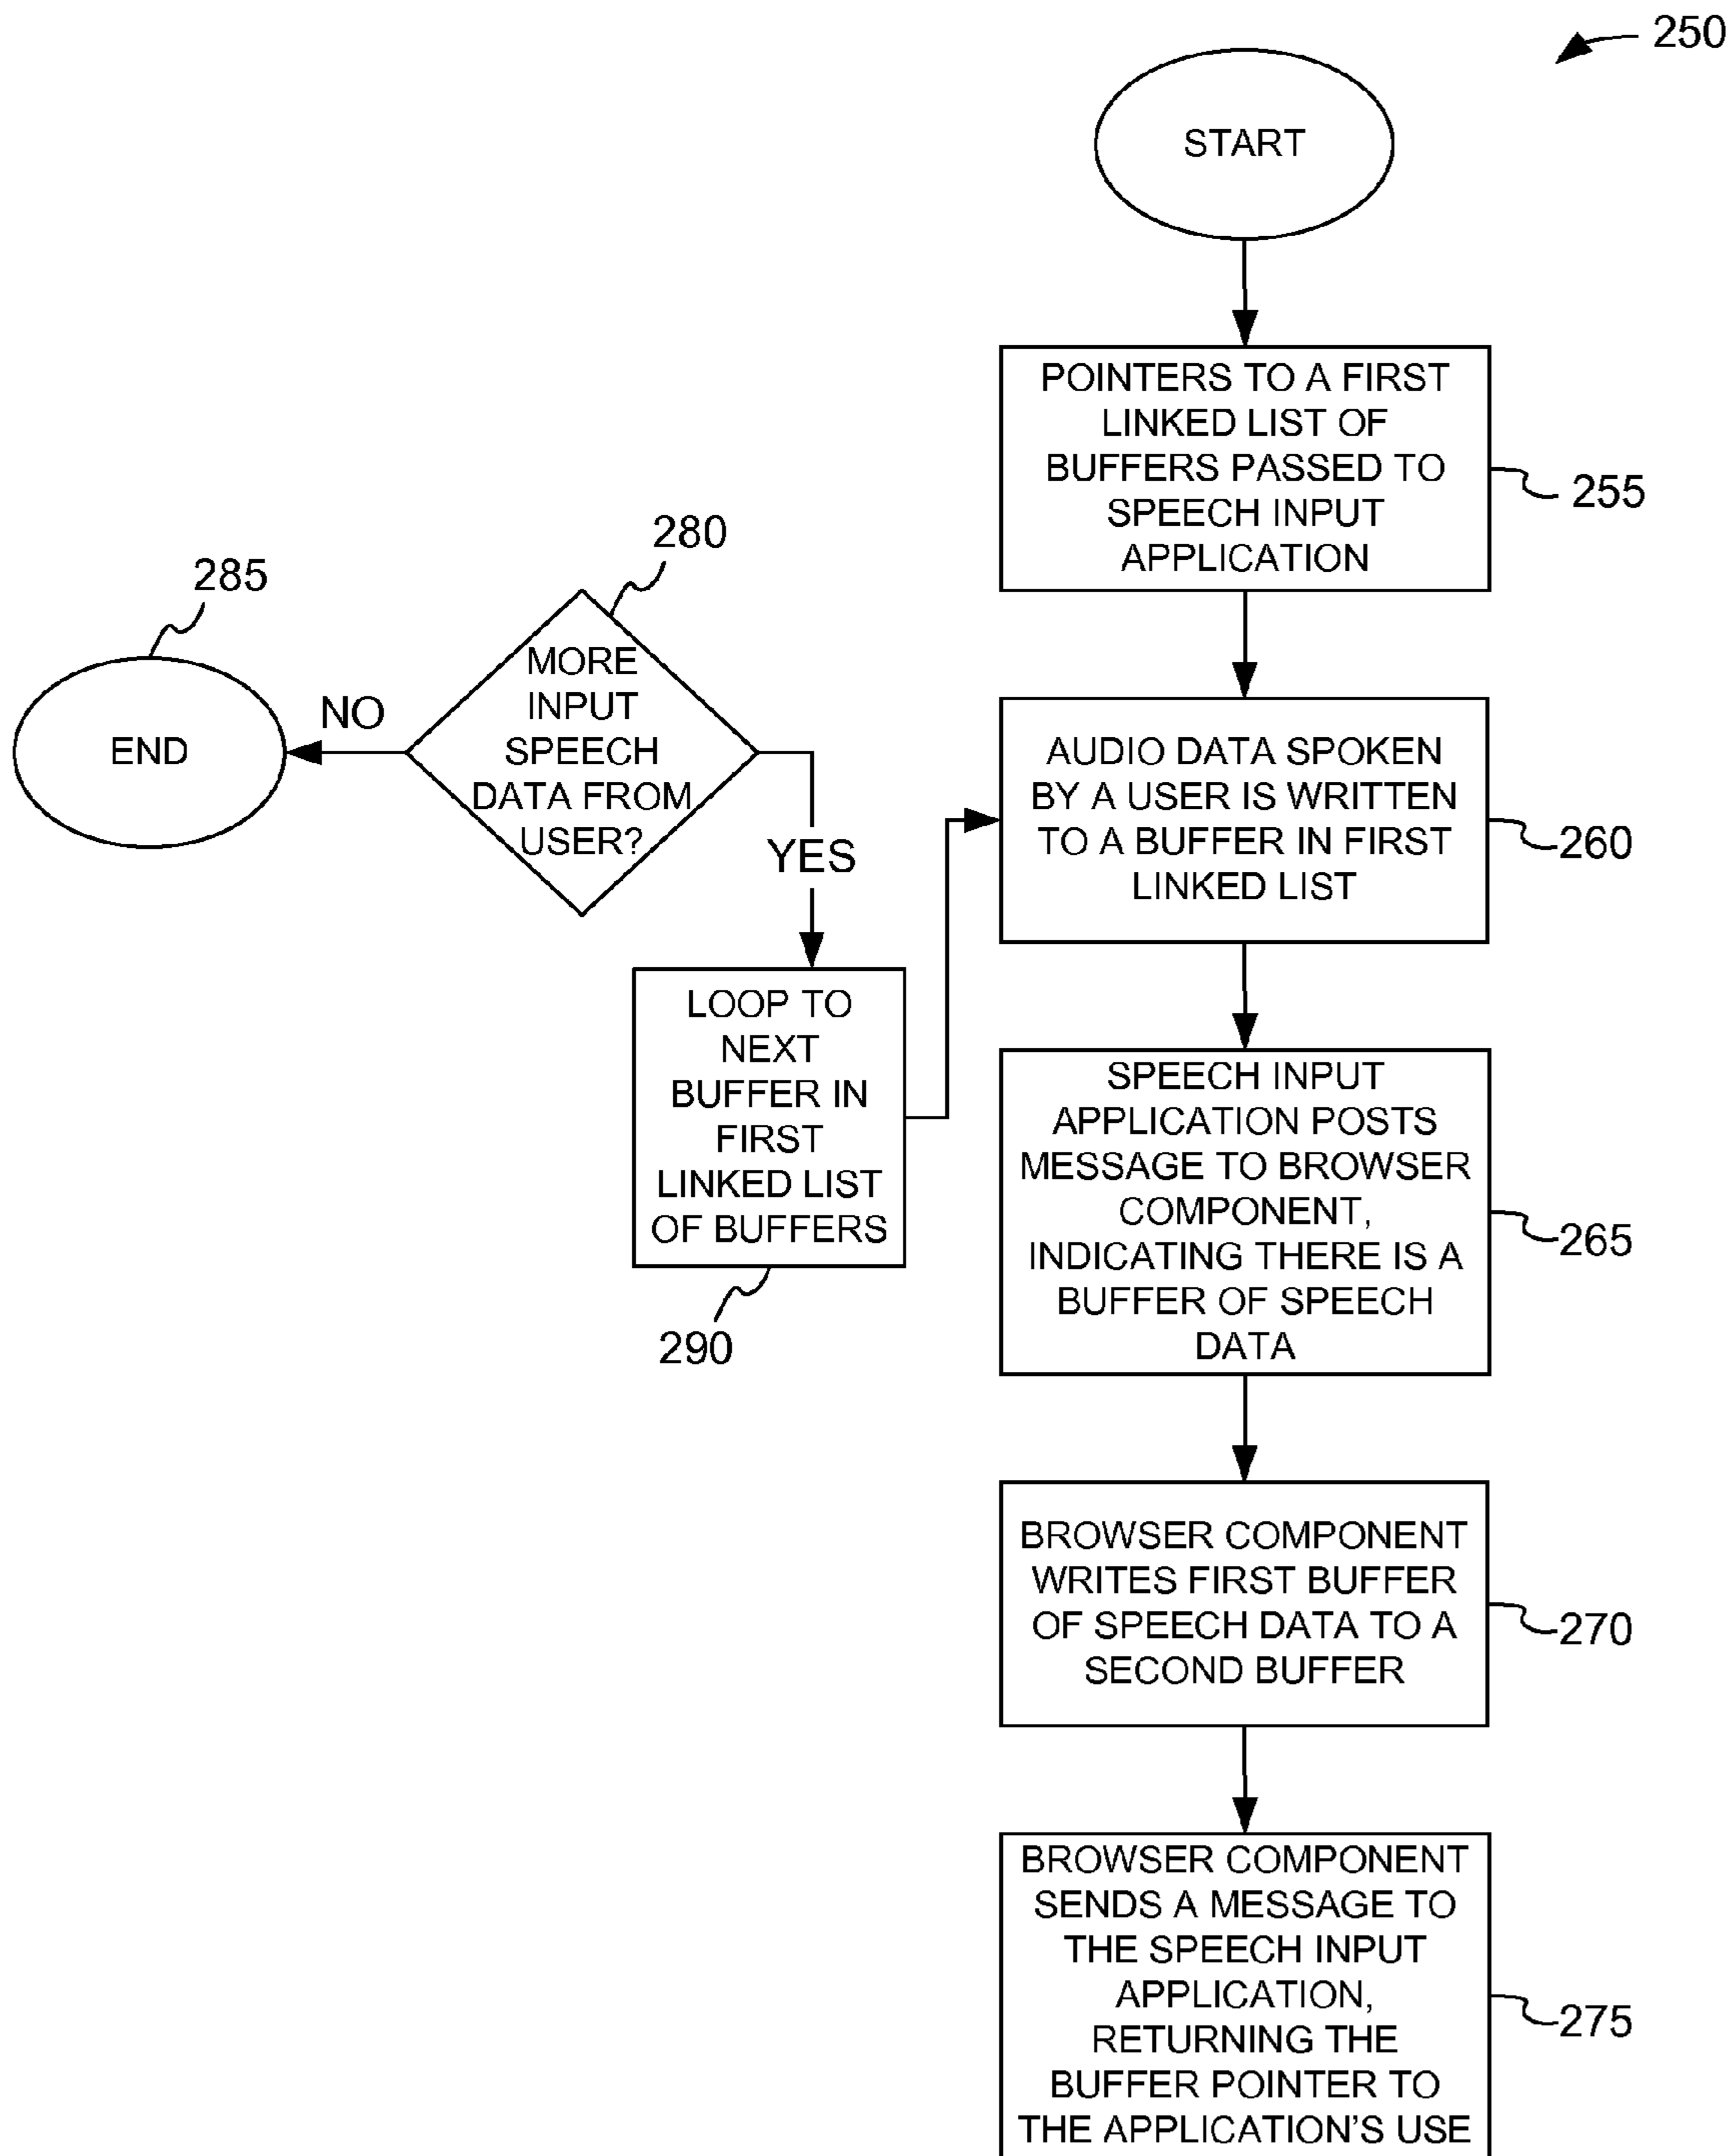 250
START
POINTERS TO A FIRST
LINKED LIST OF
BUFFERS PASSED TO
SPEECH INPUT
APPLICATION
255
280
285
MORE
INPUT
SPEECH
DATA FROM
USER?
NO
END
YES
AUDIO DATA SPOKEN
BY A USER IS WRITTEN
TO A BUFFER IN FIRST
LINKED LIST
260
LOOP TO
NEXT
BUFFER IN
FIRST
LINKED LIST
OF BUFFERS
290
SPEECH INPUT
APPLICATION POSTS
MESSAGE TO BROWSER
COMPONENT,
INDICATING THERE IS A
BUFFER OF SPEECH
DATA
265
BROWSER COMPONENT
WRITES FIRST BUFFER
OF SPEECH DATA TO A
SECOND BUFFER
270
BROWSER COMPONENT
SENDS A MESSAGE TO
THE SPEECH INPUT
APPLICATION,
RETURNING THE
BUFFER POINTER TO
THE APPLICATION'S USE
275